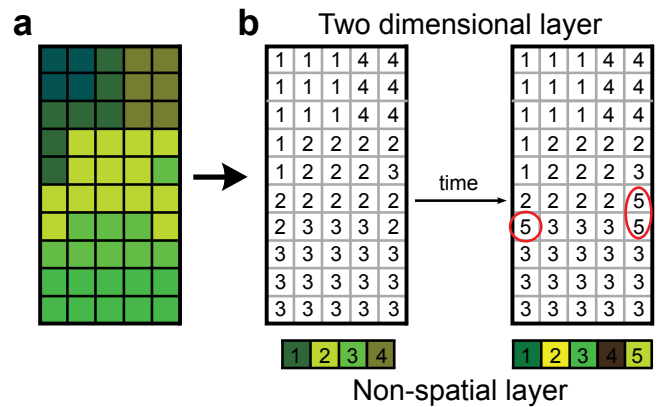 a
b
Two dimensional layer
1 1 1 4 4
1 1 1 4 4
1 1 1 4 4
1 2 2 2 2
1 2 2 2 3
2 2 2 2 2
2 3 3 3 2
3 3 3 3 3
3 3 3 3 3
3 3 3 3 3
time
1 1 1 4 4
1 1 1 4 4
1 1 1 4 4
1 2 2 2 2
1 2 2 2 3
2 2 2 2 5
5 3 3 3 5
3 3 3 3 3
3 3 3 3 3
3 3 3 3 3
1 2 3 4
1 2 3 4 5
Non-spatial layer